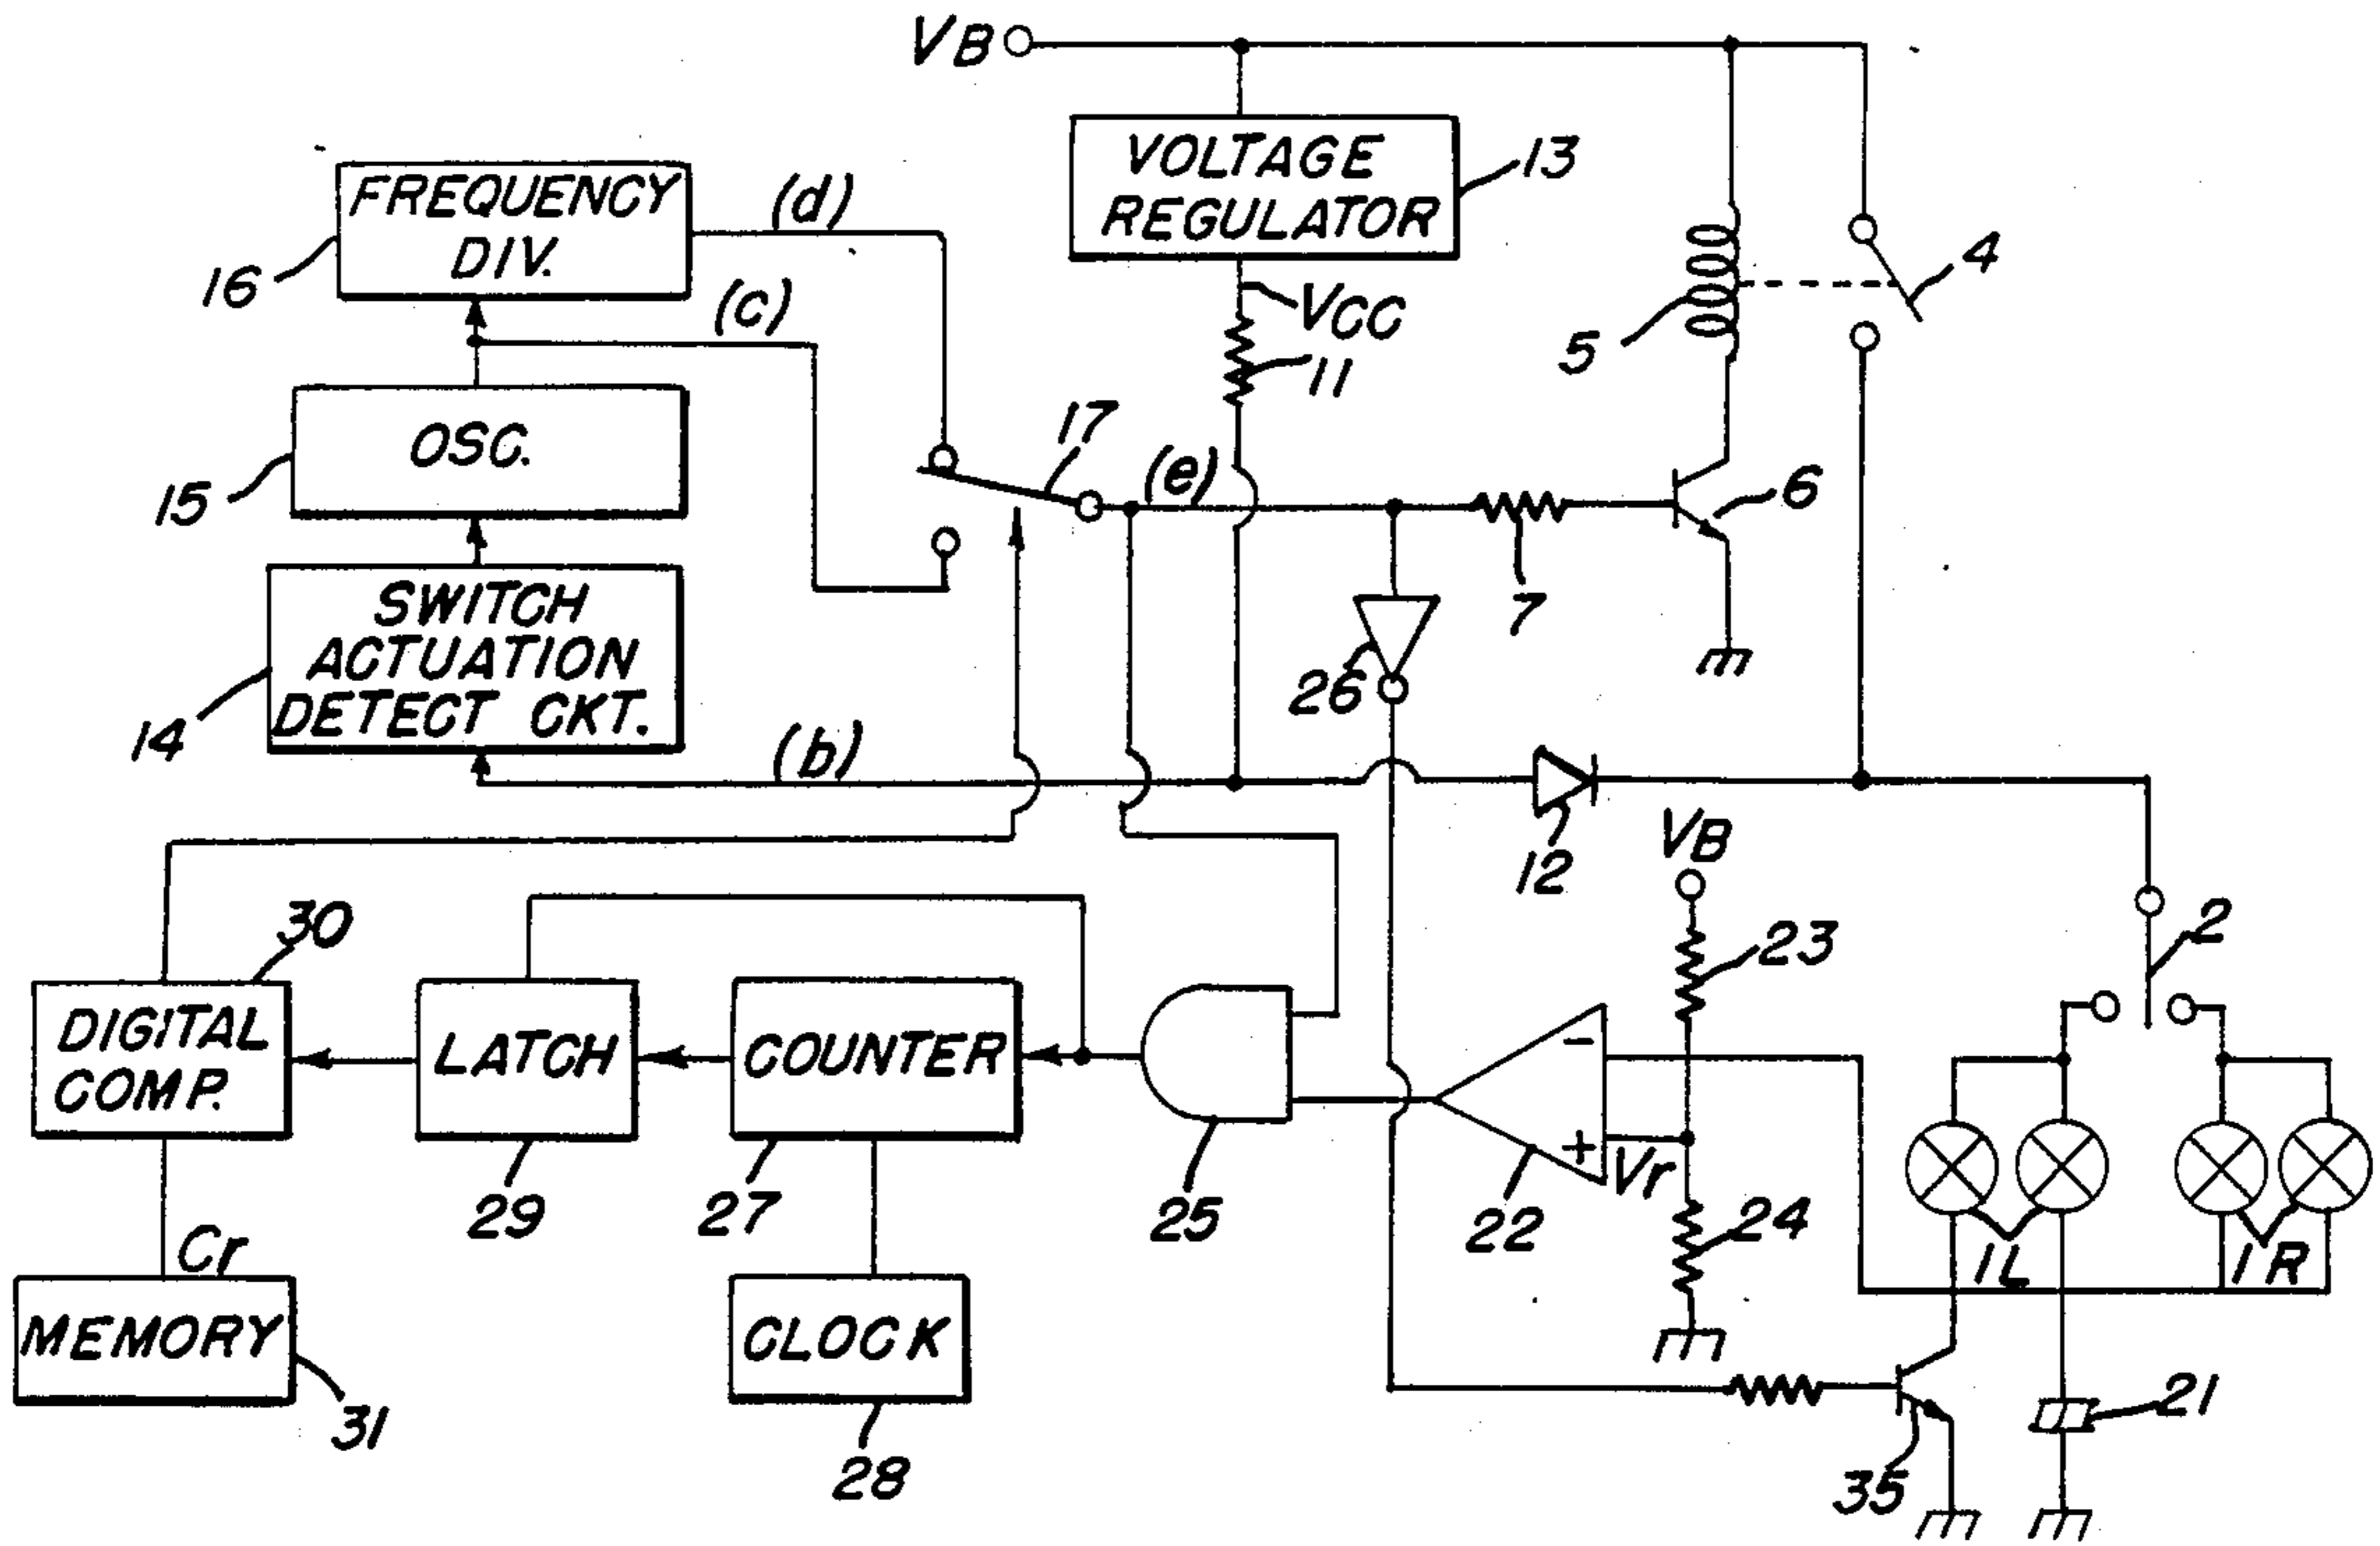 VB
VOLTAGE
REGULATOR
13
FREQUENCY
DIV.
16
(d)
(c)
VCC
11
5
4
OSC.
15
17
(e)
6
7
SWITCH
ACTUATION
DETECT CKT.
14
26
(b)
12
VB
30
23
2
DIGITAL
COMP.
LATCH
COUNTER
-
+
Vr
29
27
25
22
24
1L
1R
Cr
MEMORY
31
CLOCK
28
21
35